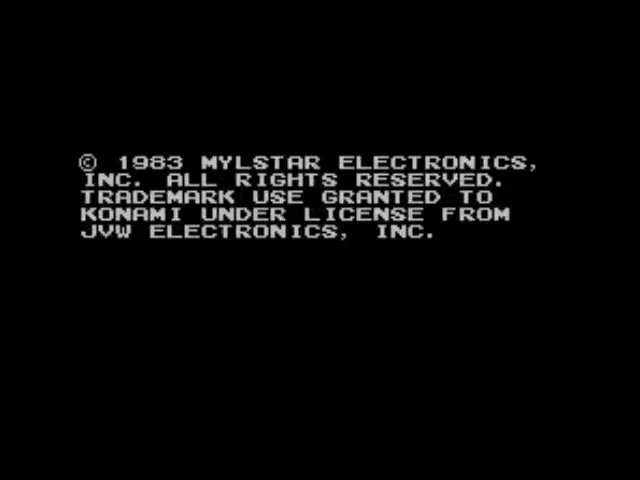 © 1983 MYLSTAR ELECTRONICS,
INC. ALL RIGHTS RESERVED.
TRADEMARK USE GRANTED TO
KONAMI UNDER LICENSE FROM
JVW ELECTRONICS, INC.